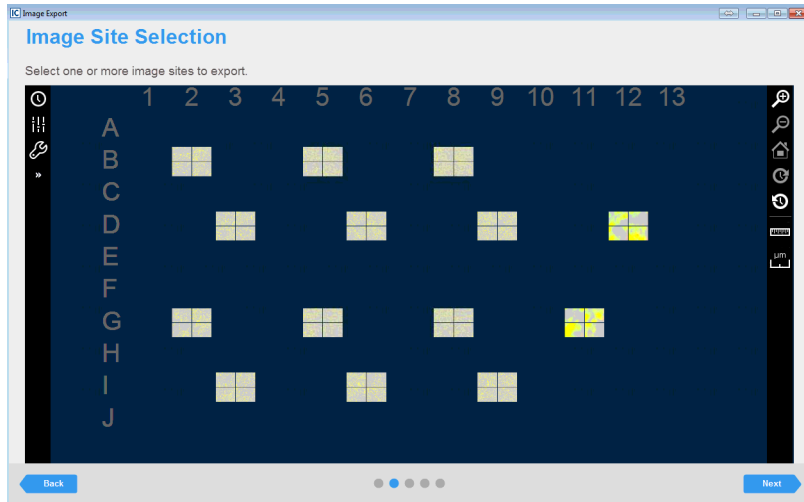 IC Image Export
Image Site Selection
Select one or more image sites to export.
1 2 3 4 5 6 7 8 9 10 11 12 13
A
B
C
D
E
F
G
H
I
J
»
µm
Back
Next